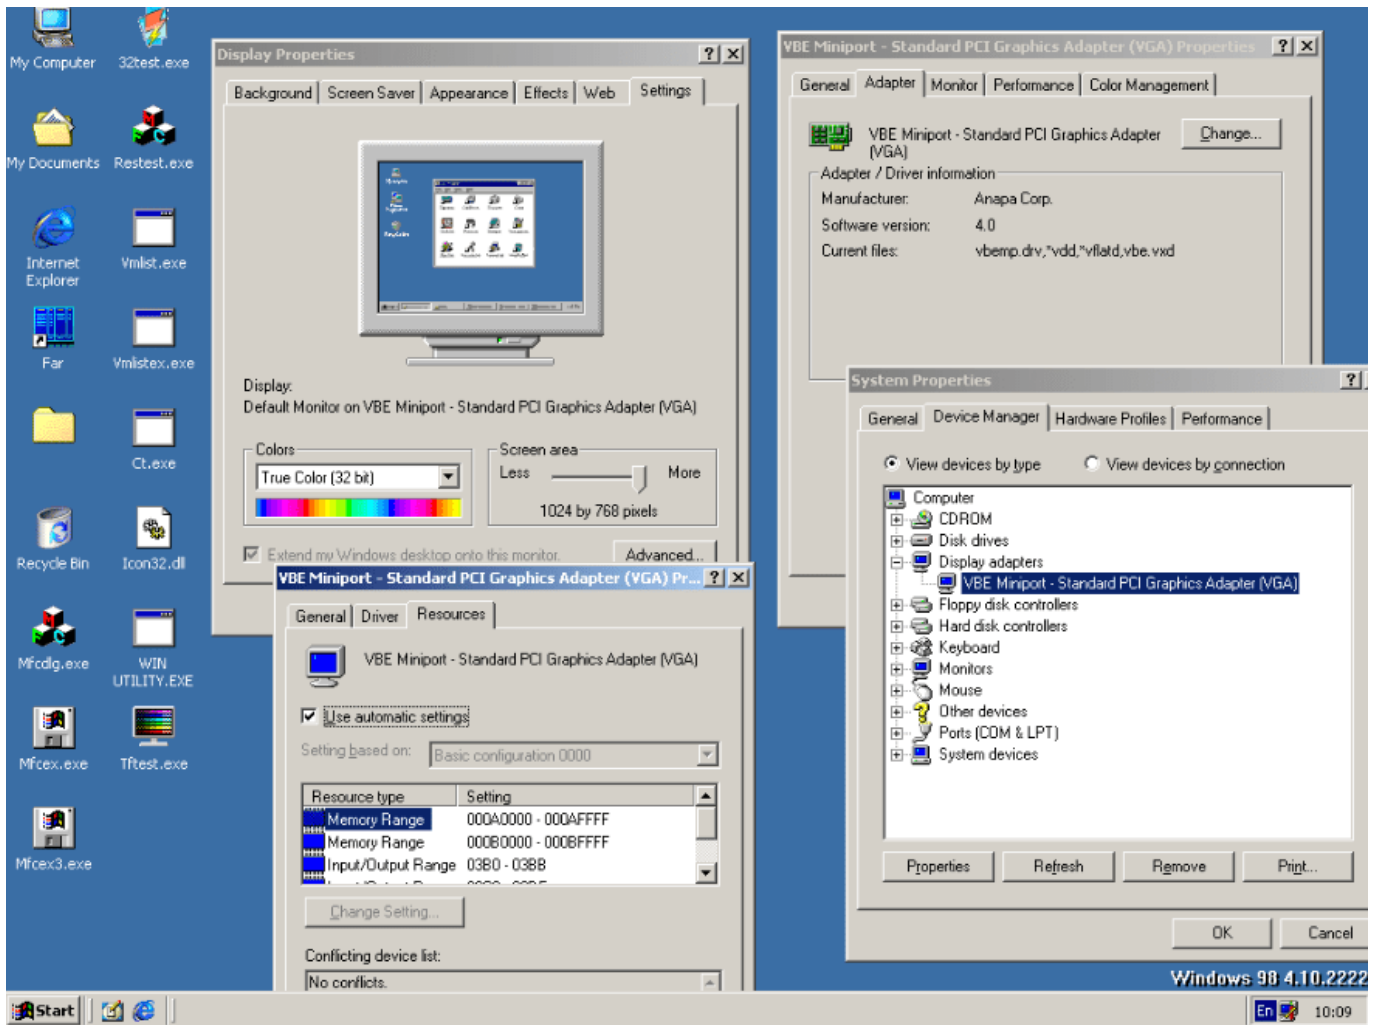 My Computer
32test.exe
My Documents
Restest.exe
Internet
Explorer
Vmlist.exe
Far
Vmlistex.exe
Ct.exe
Recycle Bin
Icon32.dl
Mfcdlg.exe
WIN
UTILITY.EXE
Mfcex.exe
Tftest.exe
Mfcex3.exe
Display Properties
Background
Screen Saver
Appearance
Effects
Web
Settings
Display:
Default Monitor on VBE Miniport - Standard PCI Graphics Adapter (VGA)
Colors
True Color (32 bit)
Screen area
Less
More
1024 by 768 pixels
Extend my Windows desktop onto this monitor.
Advanced...
VBE Miniport - Standard PCI Graphics Adapter (VGA) Properties
General
Adapter
Monitor
Performance
Color Management
VBE Miniport - Standard PCI Graphics Adapter
(VGA)
Change...
Adapter / Driver information
Manufacturer:
Anapa Corp.
Software version:
4.0
Current files:
vbemp.drv,*vdd,*vflatd,vbe.vxd
System Properties
General
Device Manager
Hardware Profiles
Performance
View devices by type
View devices by connection
Computer
CDROM
Disk drives
Display adapters
VBE Miniport - Standard PCI Graphics Adapter (VGA)
Floppy disk controllers
Hard disk controllers
Keyboard
Monitors
Mouse
Other devices
Ports (COM & LPT)
System devices
Properties
Refresh
Remove
Print...
OK
Cancel
VBE Miniport - Standard PCI Graphics Adapter (VGA) Pr...
General
Driver
Resources
VBE Miniport - Standard PCI Graphics Adapter (VGA)
Use automatic settings
Setting based on:
Basic configuration 0000
Resource type
Setting
Memory Range
000A0000 - 000AFFFF
Memory Range
000B0000 - 000BFFFF
Input/Output Range
03B0 - 03BB
Change Setting...
Conflicting device list:
No conflicts.
Windows 98 4.10.2222
Start
En
10:09